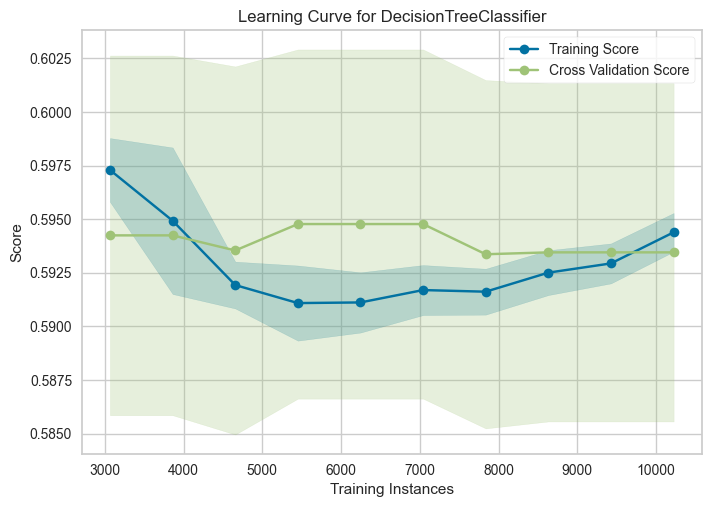 Learning Curve for DecisionTreeClassifier
Training Score
Cross Validation Score
Score
0.6025
0.6000
0.5975
0.5950
0.5925
0.5900
0.5875
0.5850
3000 4000 5000 6000 7000 8000 9000 10000
Training Instances